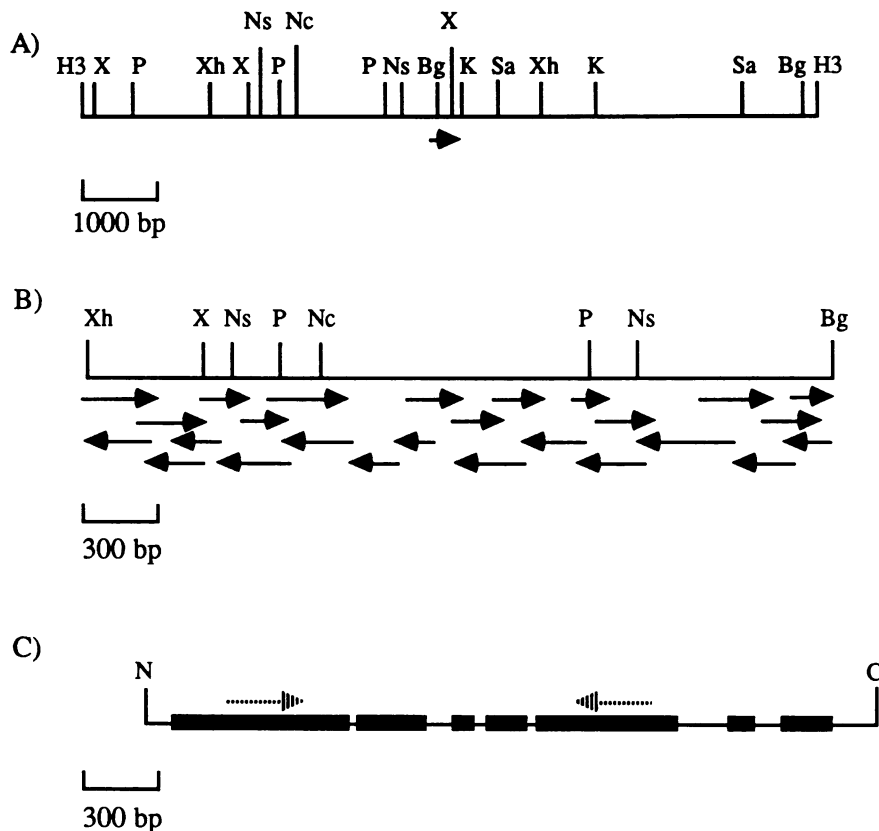 A)
Ns Nc X
H3 X P Xh X P P Ns Bg K Sa Xh K Sa Bg H3
1000 bp
B)
Xh X Ns P Nc P Ns Bg
300 bp
C)
N C
300 bp